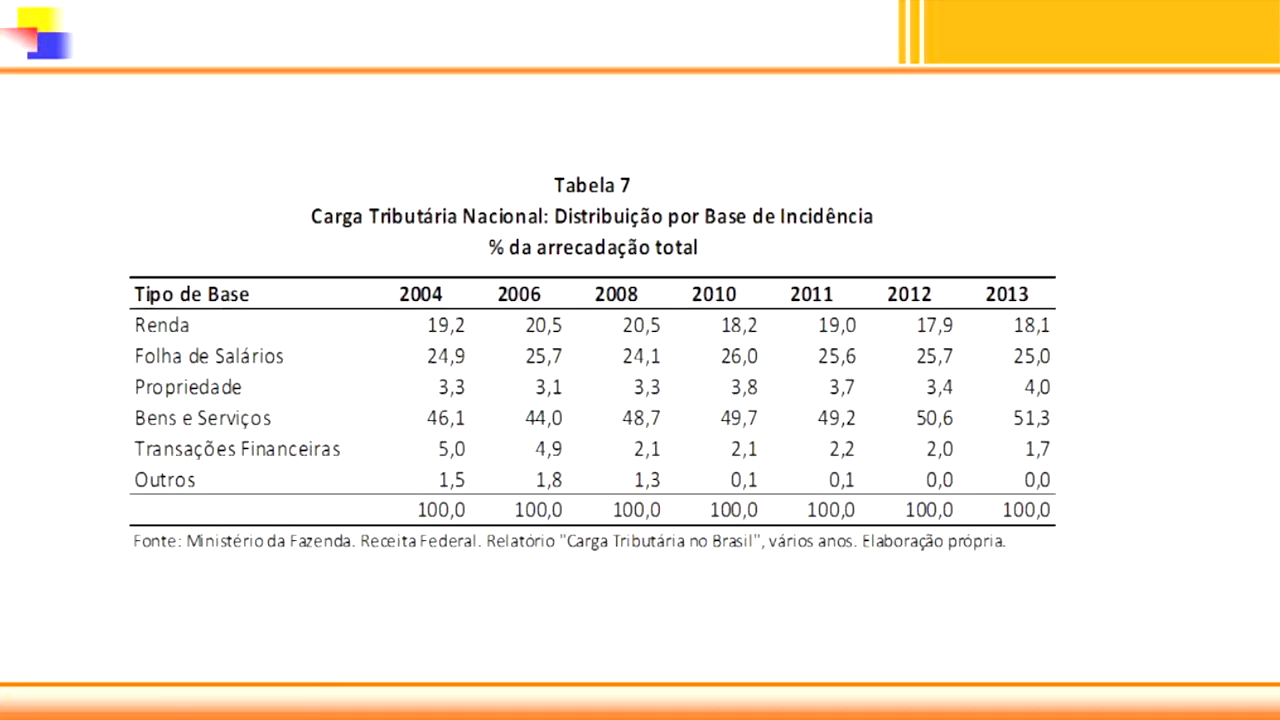 Tabela 7
Carga Tributária Nacional: Distribuição por Base de Incidência
% da arrecadação total
Tipo de Base 2004 2006 2008 2010 2011 2012 2013
Renda 19,2 20,5 20,5 18,2 19,0 17,9 18,1
Folha de Salários 24,9 25,7 24,1 26,0 25,6 25,7 25,0
Propriedade 3,3 3,1 3,3 3,8 3,7 3,4 4,0
Bens e Serviços 46,1 44,0 48,7 49,7 49,2 50,6 51,3
Transações Financeiras 5,0 4,9 2,1 2,1 2,2 2,0 1,7
Outros 1,5 1,8 1,3 0,1 0,1 0,0 0,0
100,0 100,0 100,0 100,0 100,0 100,0 100,0
Fonte: Ministério da Fazenda. Receita Federal. Relatório "Carga Tributária no Brasil", vários anos. Elaboração própria.